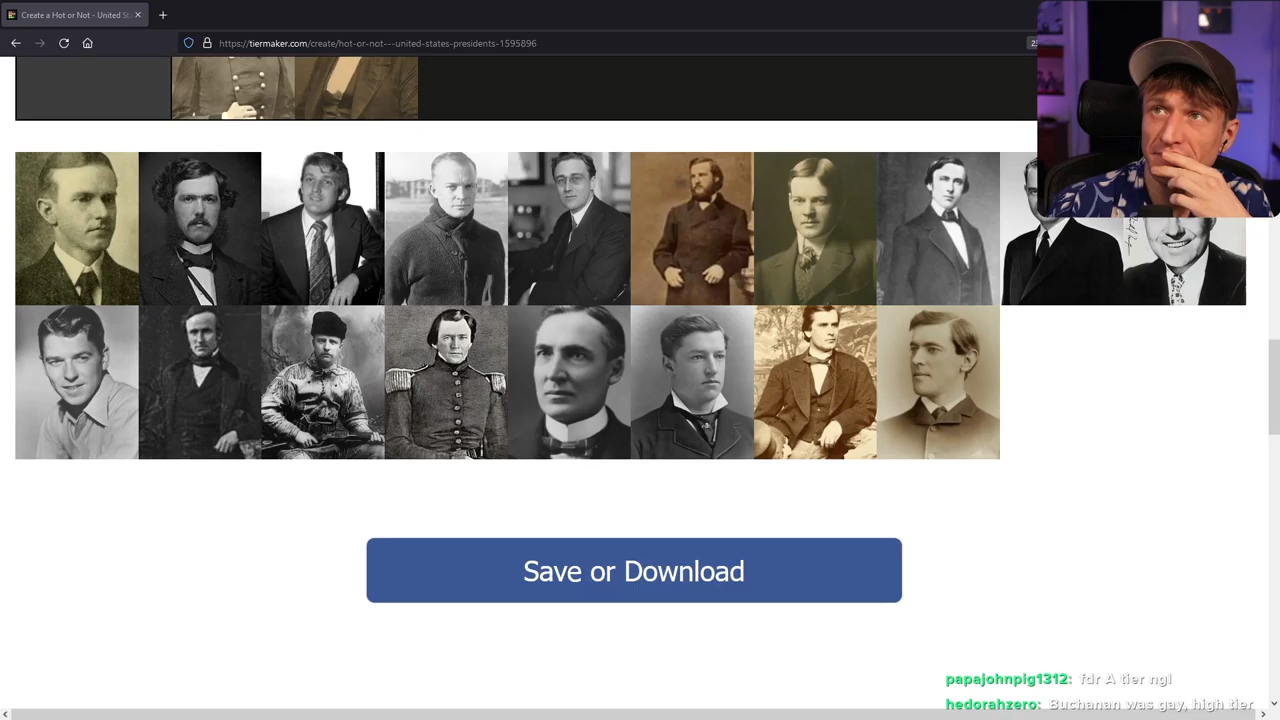 Create a Hot or Not - United St
https://tiermaker.com/create/hot-or-not---united-states-presidents-1595896
Save or Download
papajohnpig1312: fdr A tier ngl
hedorahzero: Buchanan was gay, high tier